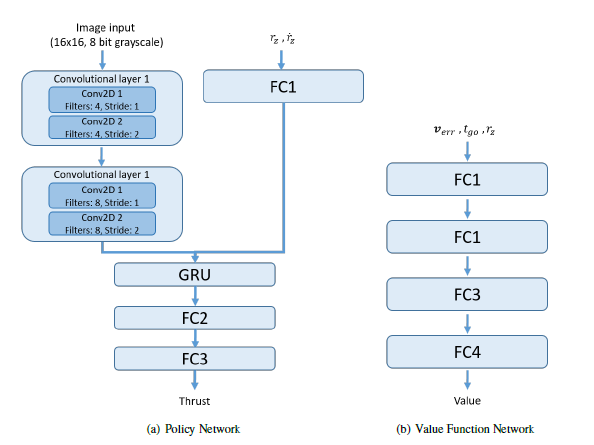 Image input
(16x16, 8 bit grayscale)
Convolutional layer 1
Conv2D 1
Filters: 4, Stride: 1
Conv2D 2
Filters: 4, Stride: 2
Convolutional layer 1
Conv2D 1
Filters: 8, Stride: 1
Conv2D 2
Filters: 8, Stride: 2
r_z , ṙ_z
FC1
GRU
FC2
FC3
Thrust
(a) Policy Network
v_err , t_go , r_z
FC1
FC1
FC3
FC4
Value
(b) Value Function Network